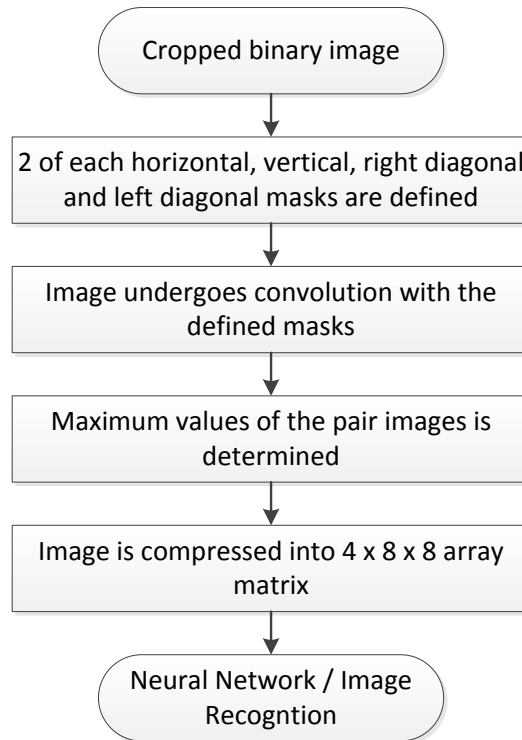 Cropped binary image
2 of each horizontal, vertical, right diagonal
and left diagonal masks are defined
Image undergoes convolution with the
defined masks
Maximum values of the pair images is
determined
Image is compressed into 4 x 8 x 8 array
matrix
Neural Network / Image
Recogntion